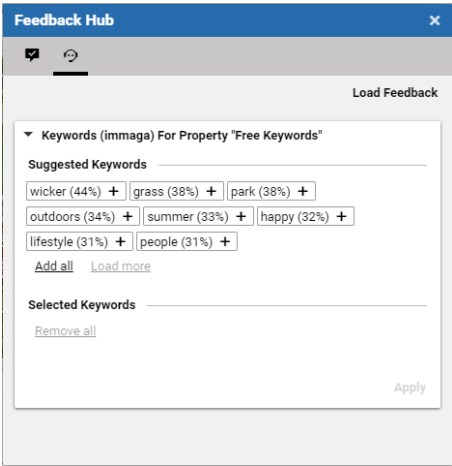 Feedback Hub
Load Feedback
Keywords (immaga) For Property "Free Keywords"
Suggested Keywords
wicker (44%) + grass (38%) + park (38%) +
outdoors (34%) + summer (33%) + happy (32%) +
lifestyle (31%) + people (31%) +
Add all Load more
Selected Keywords
Remove all
Apply